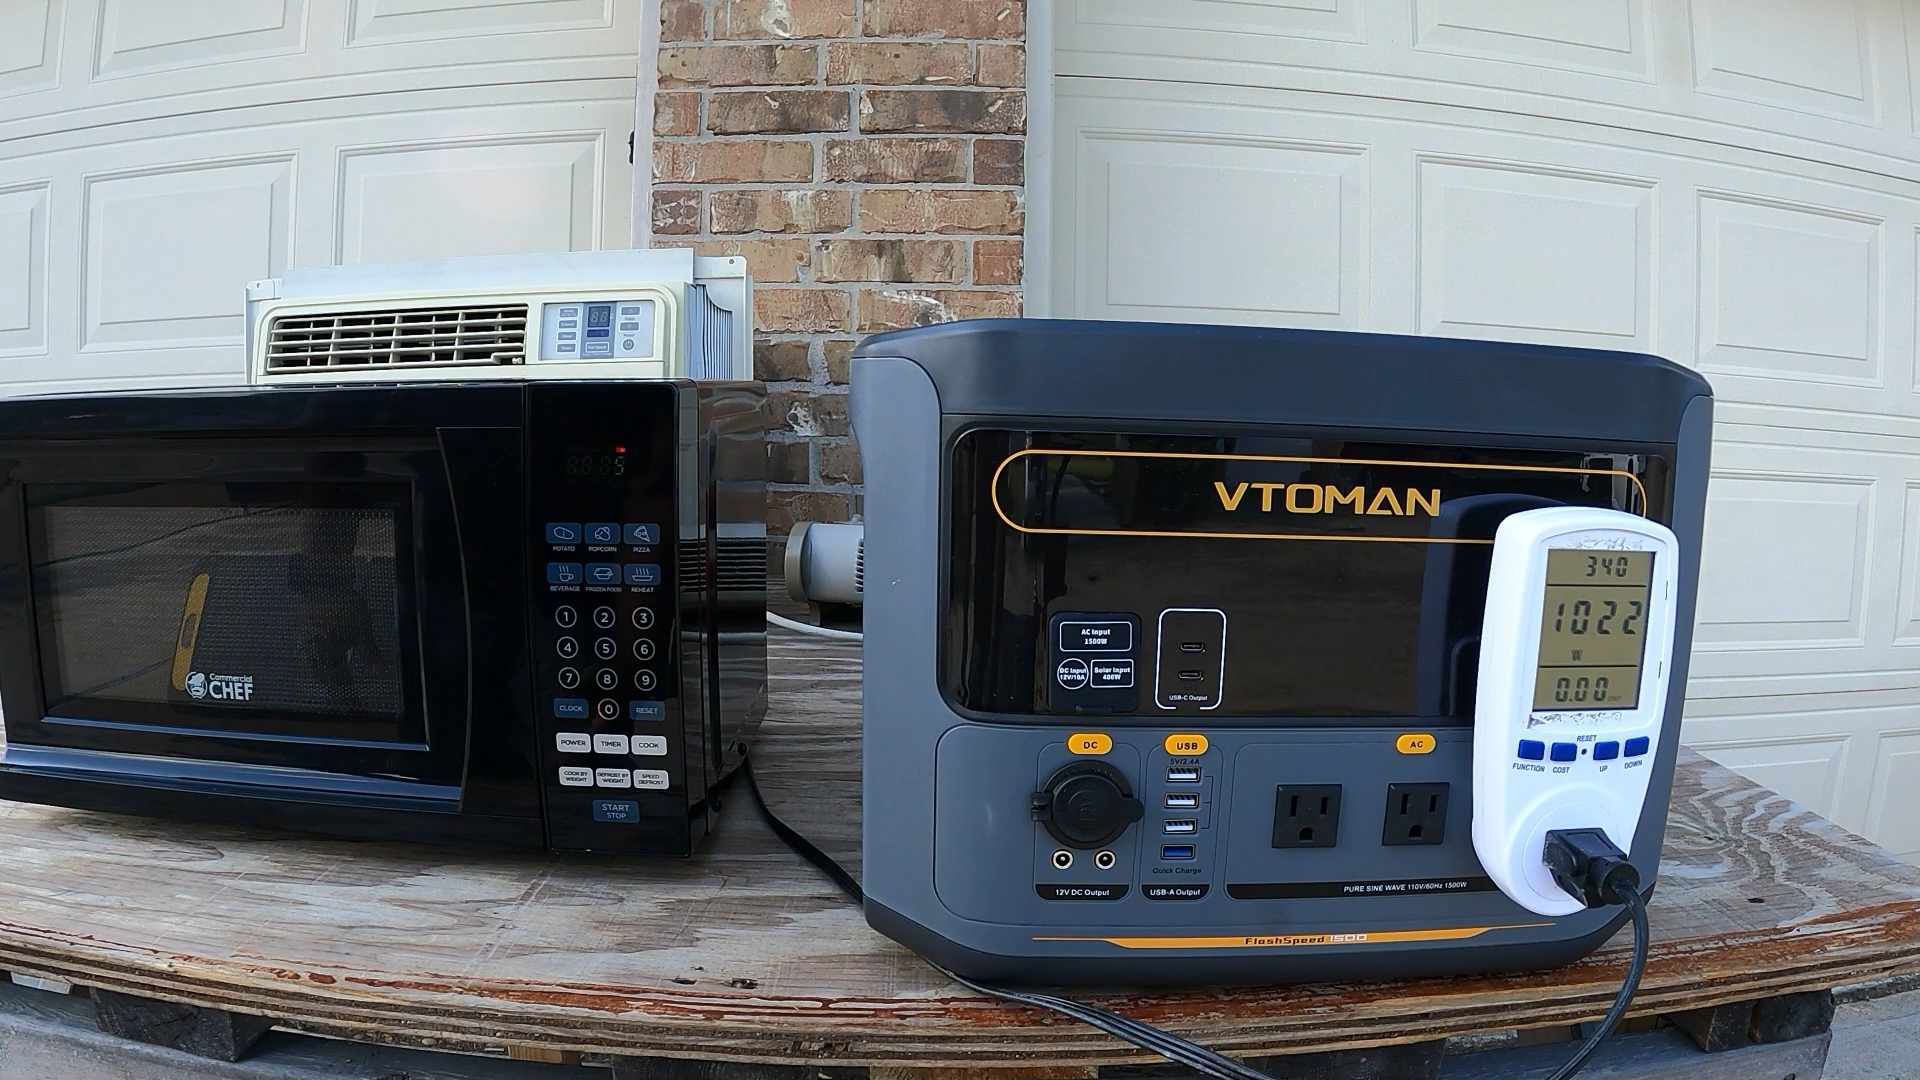 VTOMAN
AC Input
1500W
DC Input
12V/10A
Solar Input
400W
USB-C Output
340
1022
W
0.00
RESET
FUNCTION
COST
UP
DOWN
DC
USB
AC
5V/2.4A
Quick Charge
12V DC Output
USB-A Output
PURE SINE WAVE 110V/60Hz 1500W
FlashSpeed 1500
5
POTATO
POPCORN
PIZZA
BEVERAGE
FROZEN FOOD
REHEAT
1 2 3
4 5 6
7 8 9
CLOCK 0 RESET
POWER
TIMER
COOK
COOK BY
WEIGHT
DEFROST BY
WEIGHT
SPEED
DEFROST
START
STOP
Commercial
CHEF